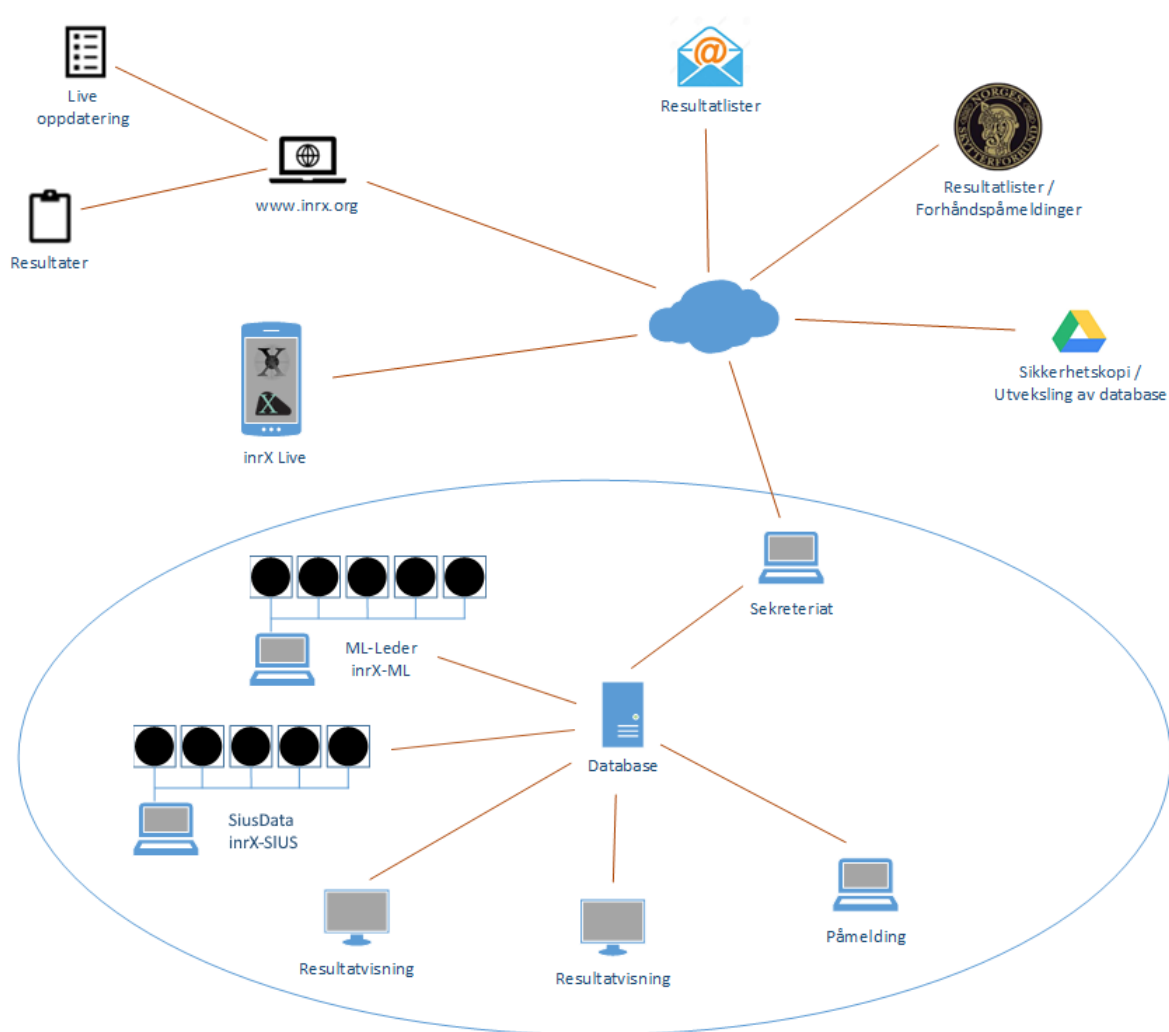 Live
oppdatering
Resultater
www.inrx.org
Resultatlister
NORGES
SKYTTERFORBUND
Resultatlister /
Forhåndspåmeldinger
Sikkerhetskopi /
Utveksling av database
X
X
inrX Live
Sekreteriat
ML-Leder
inrX-ML
SiusData
inrX-SIUS
Database
Resultatvisning
Resultatvisning
Påmelding